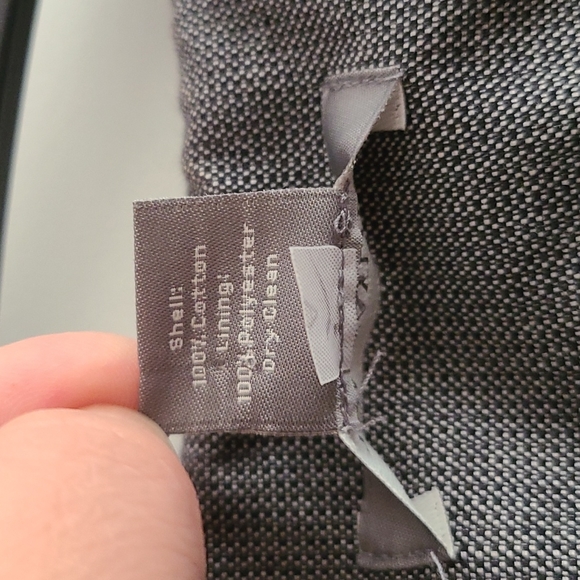 Shell:
100% Cotton
Lining:
100% Polyester
Dry Clean